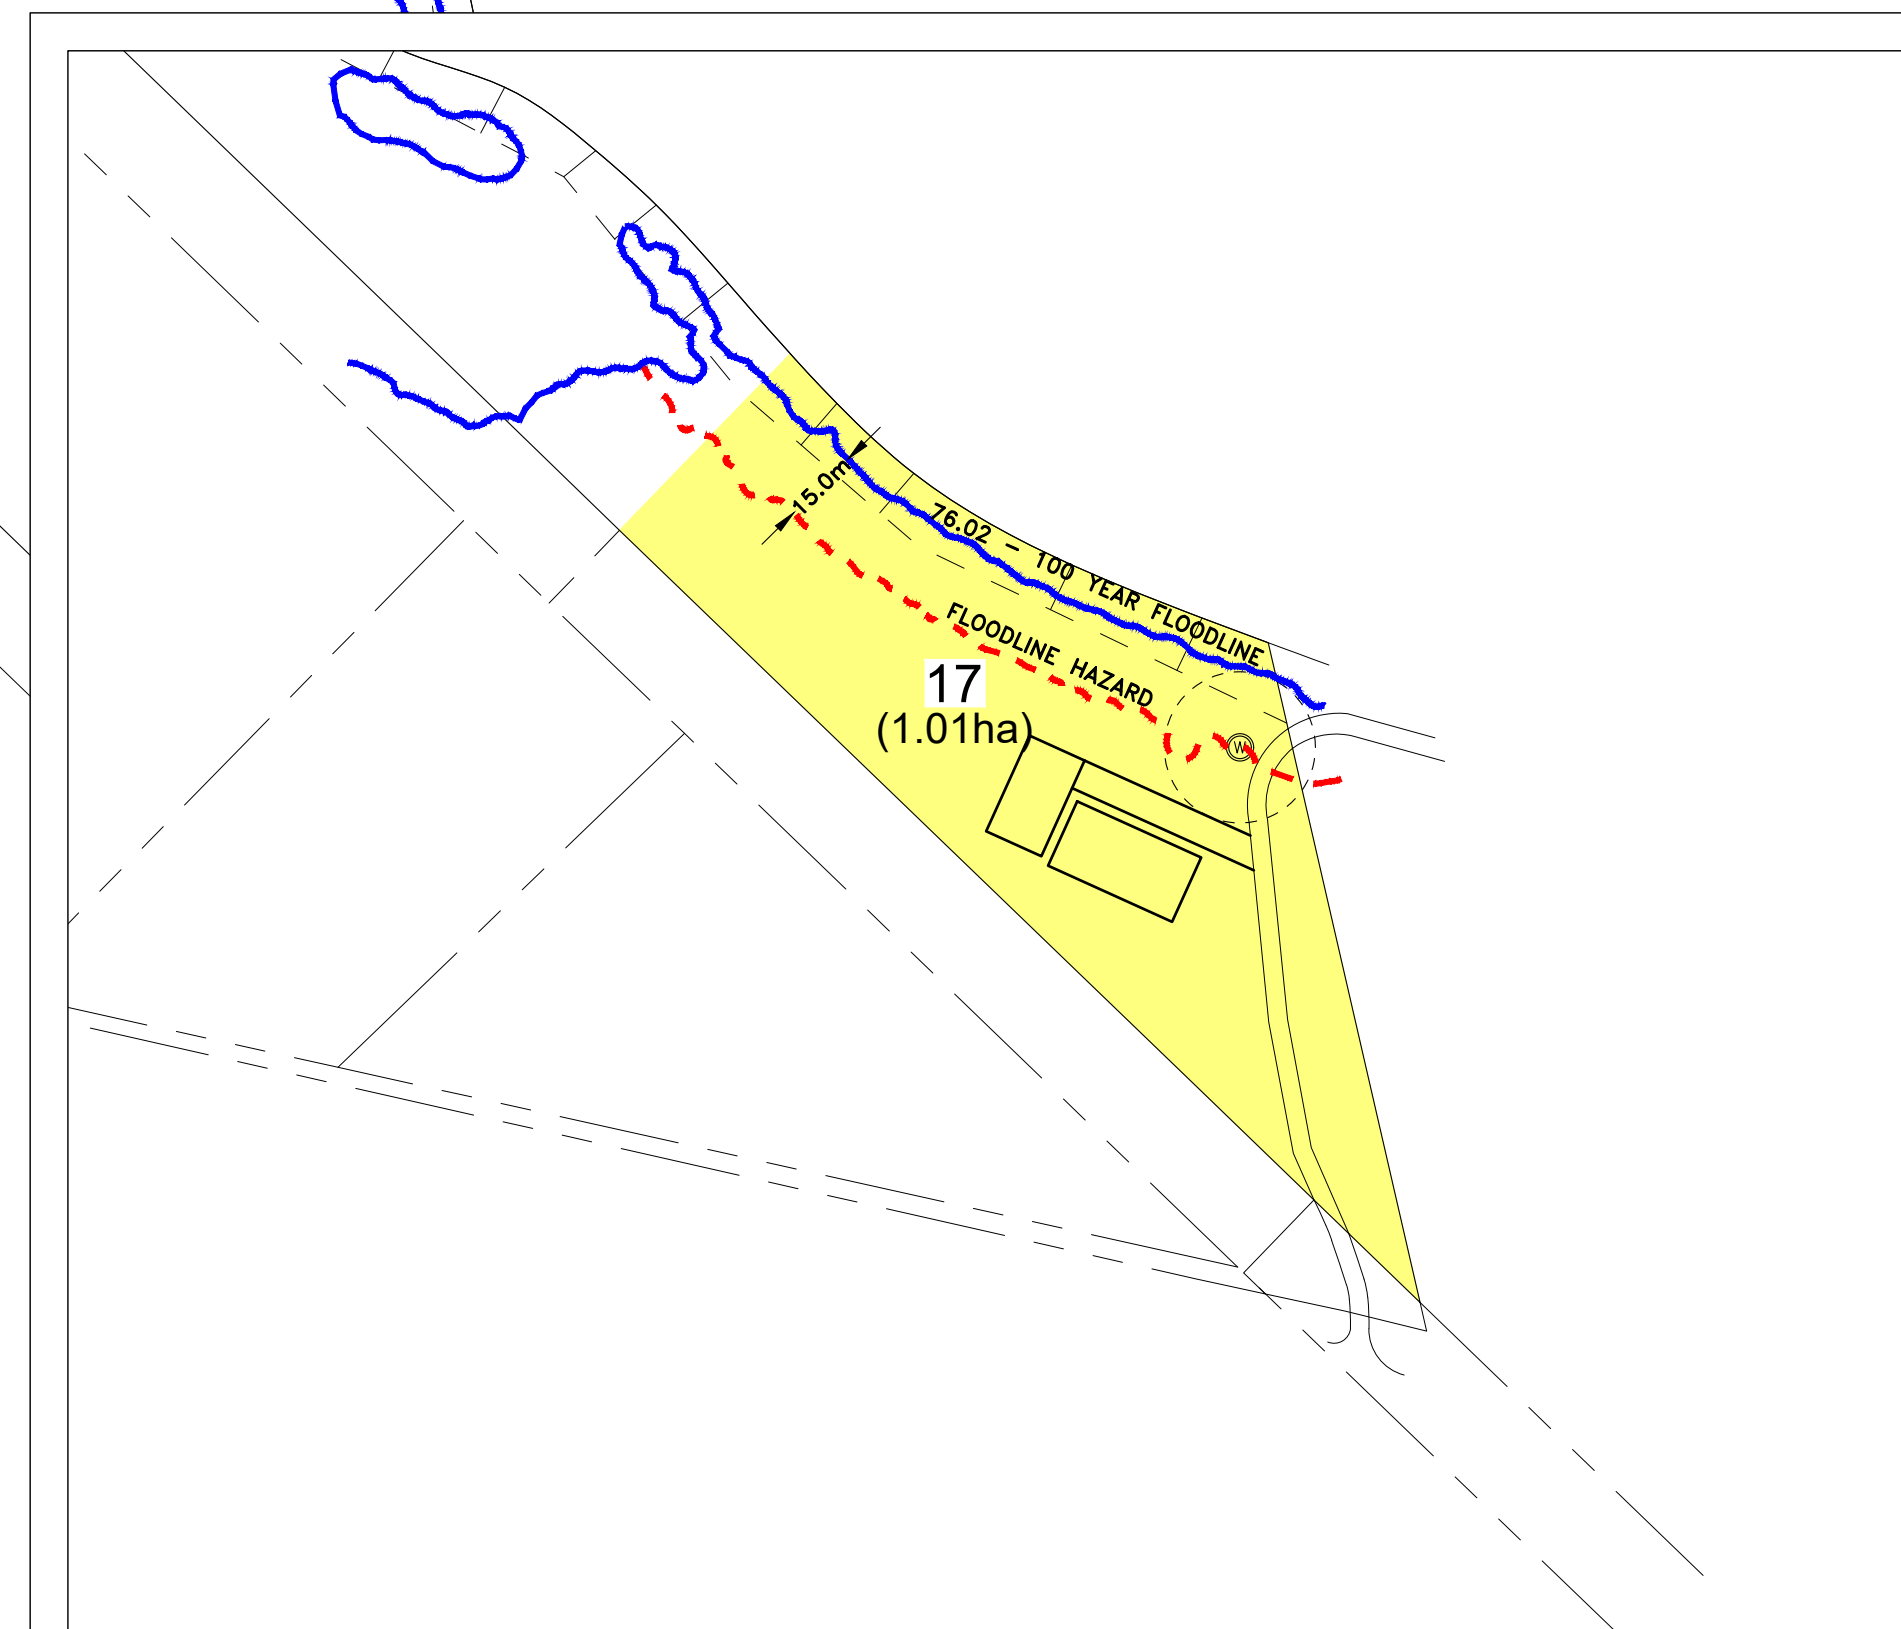 15.0m
76.02 - 100 YEAR FLOODLINE
FLOODLINE HAZARD
17
(1.01ha)
W